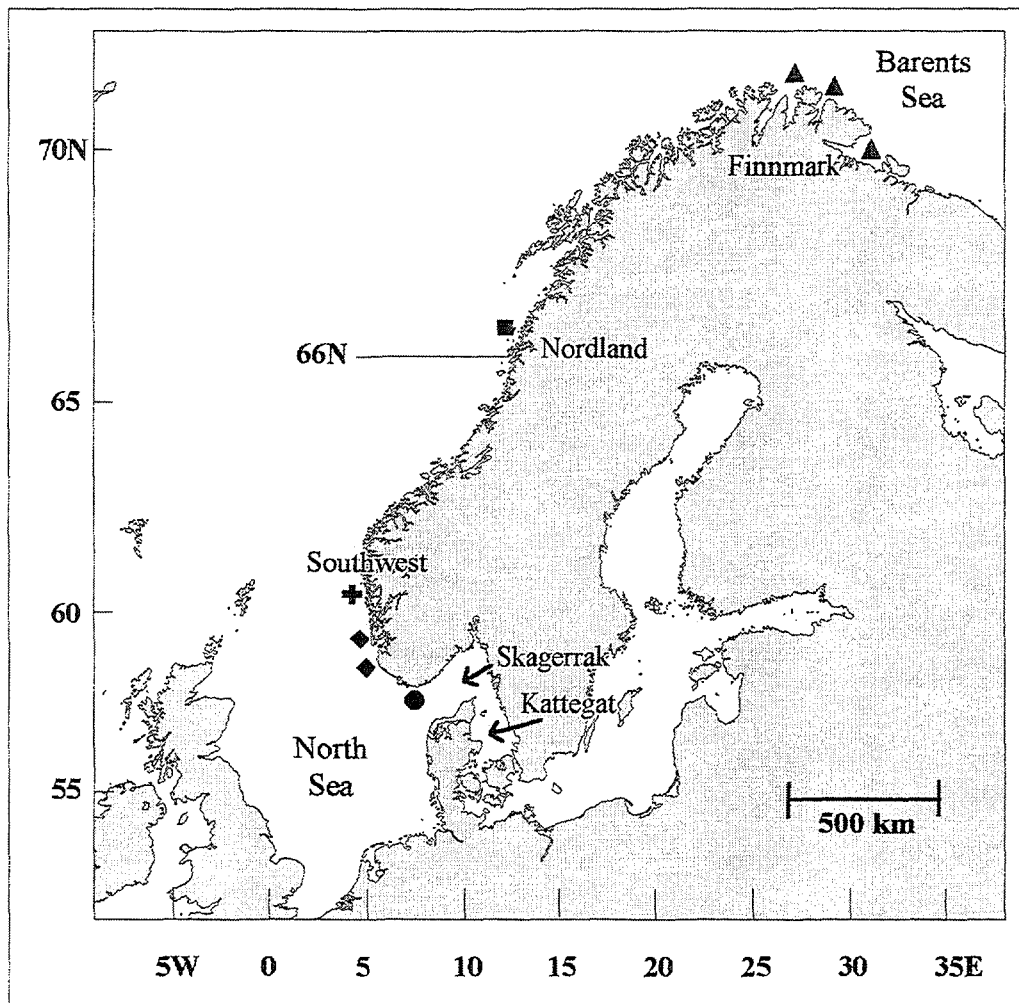 Barents
Sea
70N
Finnmark
66N
Nordland
65
Southwest
60
Skagerrak
Kattegat
North
Sea
55
500 km
5W 0 5 10 15 20 25 30 35E